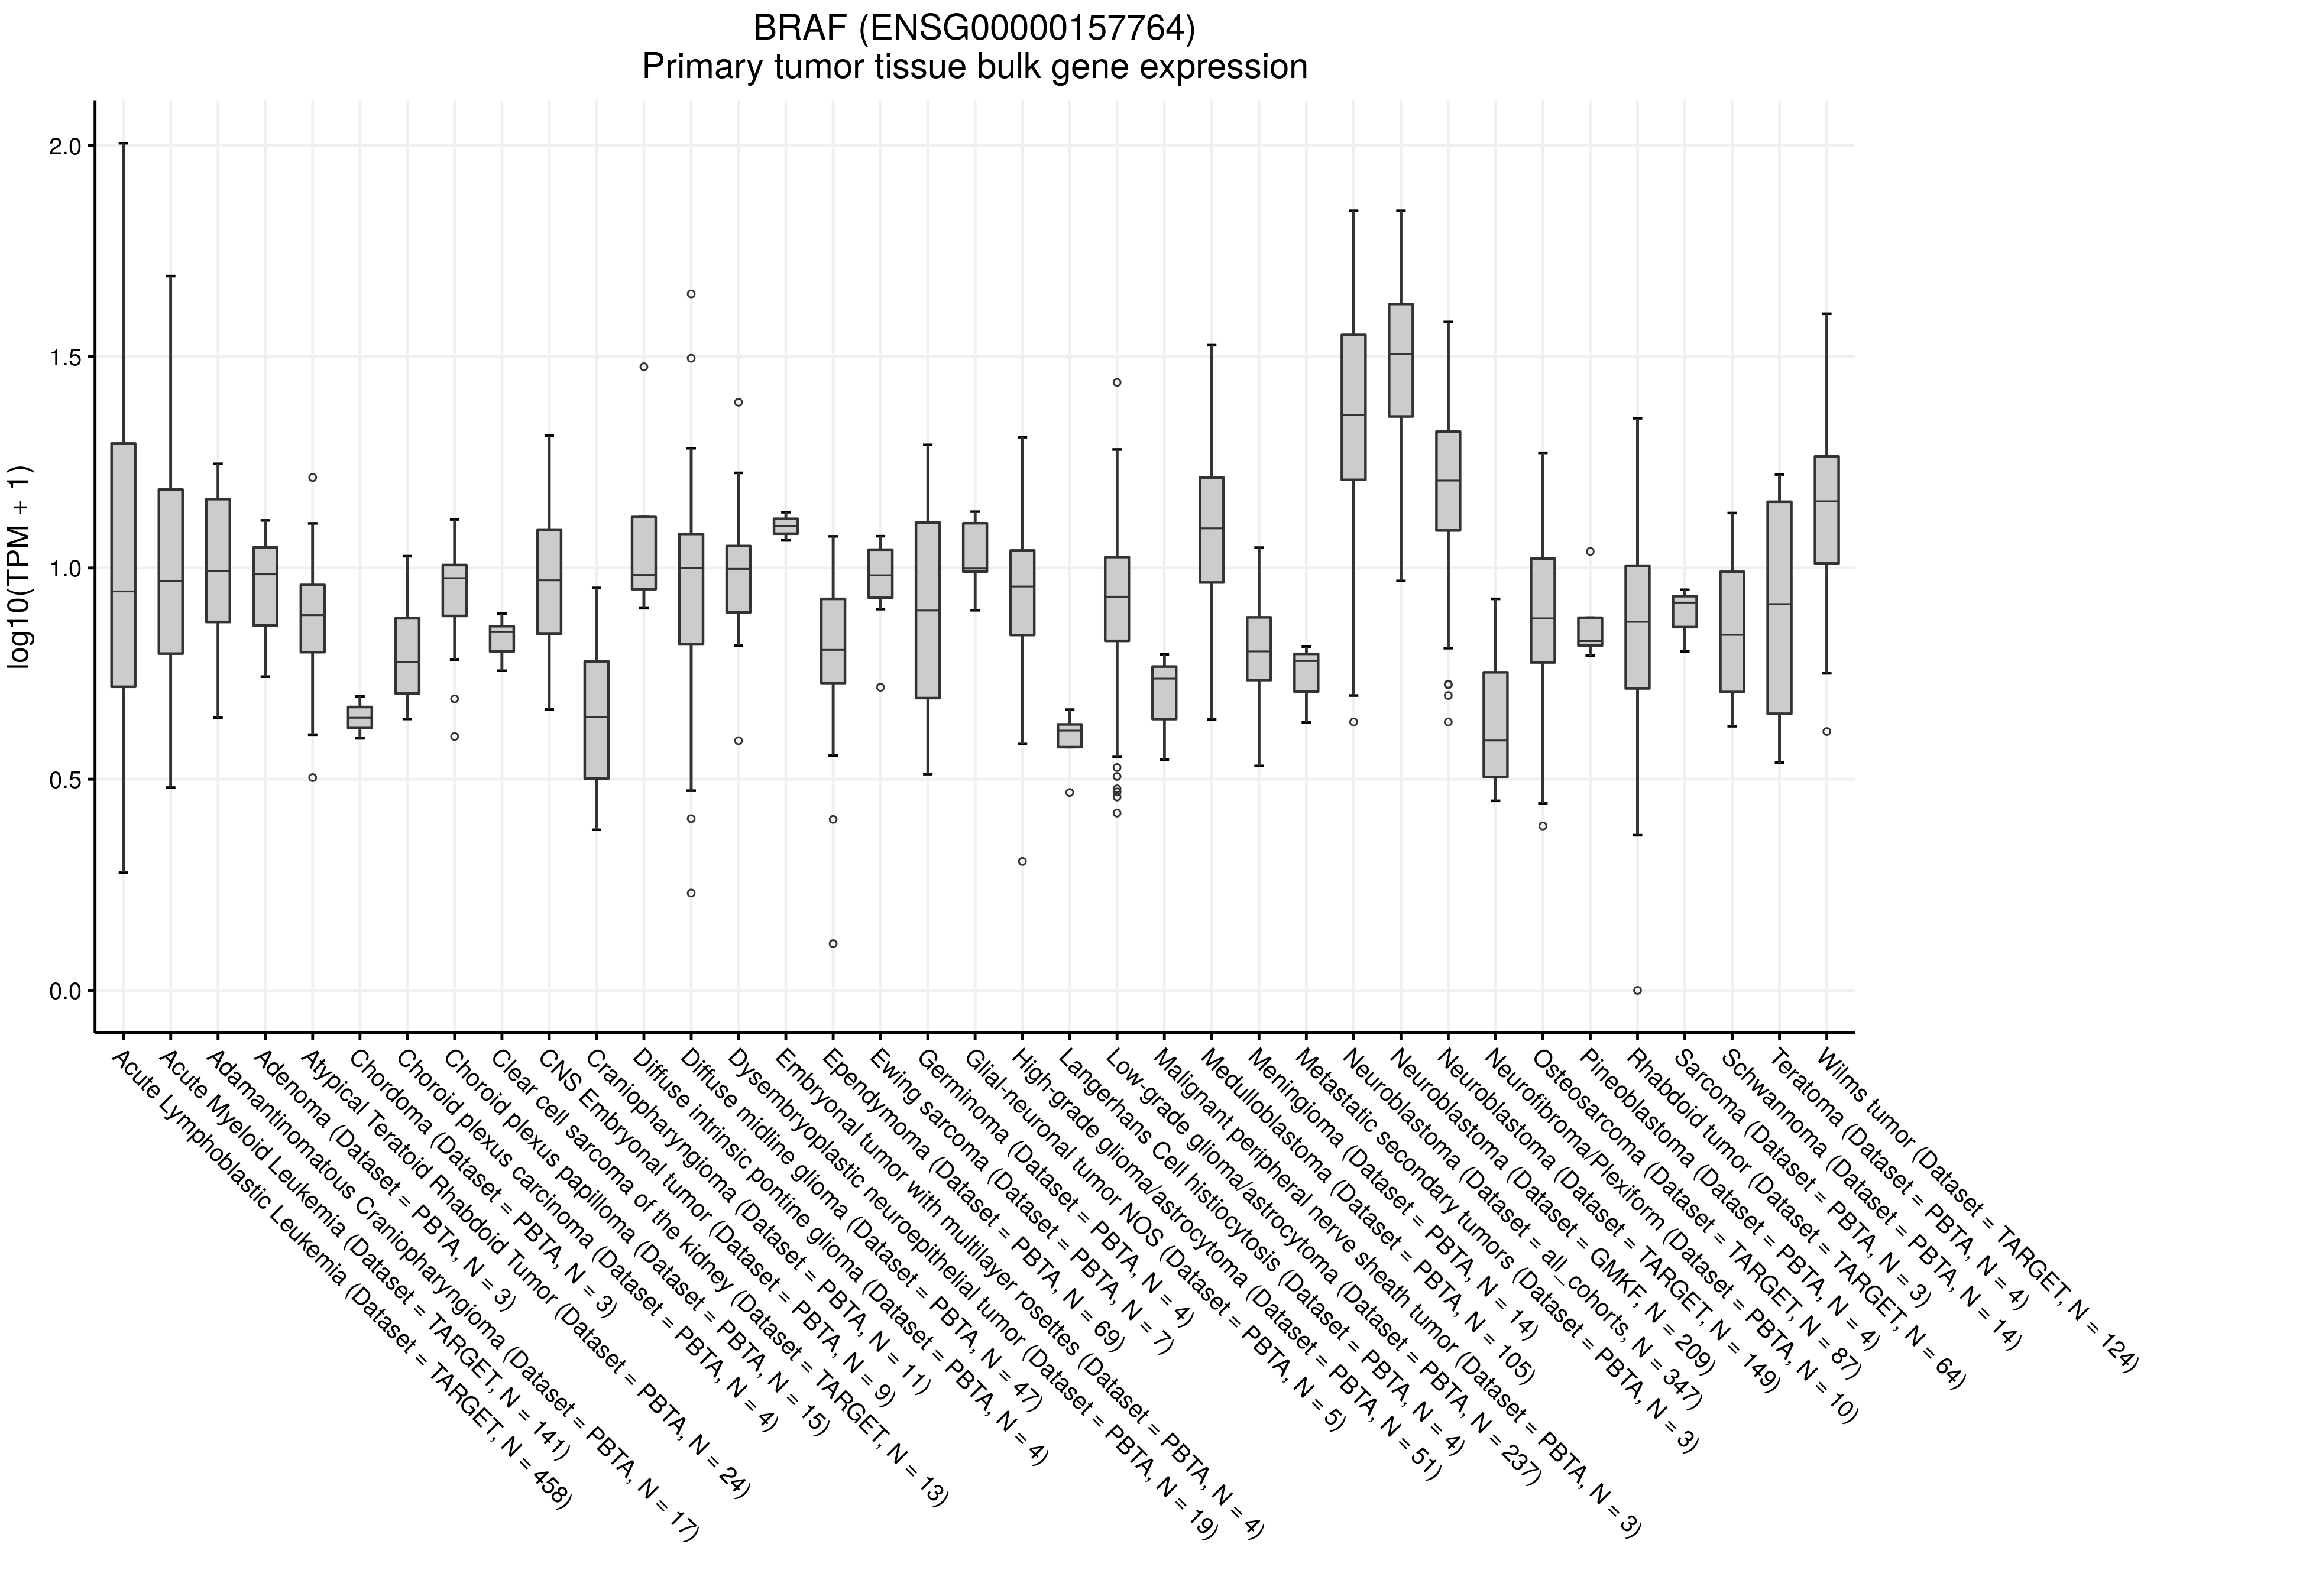 BRAF (ENSG00000157764)
Primary tumor tissue bulk gene expression
log10(TPM + 1)
2.0
1.5
1.0
0.5
0.0
Acute Lymphoblastic Leukemia (Dataset = TARGET, N = 458)
Acute Myeloid Leukemia (Dataset = TARGET, N = 141)
Adamantinomatous Craniopharyngioma (Dataset = PBTA, N = 17)
Adenoma (Dataset = PBTA, N = 3)
Atypical Teratoid Rhabdoid Tumor (Dataset = PBTA, N = 24)
Chordoma (Dataset = PBTA, N = 3)
Choroid plexus carcinoma (Dataset = PBTA, N = 4)
Choroid plexus papilloma (Dataset = PBTA, N = 15)
Clear cell sarcoma of the kidney (Dataset = TARGET, N = 13)
CNS Embryonal tumor (Dataset = PBTA, N = 9)
Craniopharyngioma (Dataset = PBTA, N = 11)
Diffuse intrinsic pontine glioma (Dataset = PBTA, N = 4)
Diffuse midline glioma (Dataset = PBTA, N = 47)
Dysembryoplastic neuroepithelial tumor (Dataset = PBTA, N = 19)
Embryonal tumor with multilayer rosettes (Dataset = PBTA, N = 4)
Ependymoma (Dataset = PBTA, N = 69)
Ewing sarcoma (Dataset = PBTA, N = 7)
Germinoma (Dataset = PBTA, N = 4)
Glial-neuronal tumor NOS (Dataset = PBTA, N = 5)
High-grade glioma/astrocytoma (Dataset = PBTA, N = 51)
Langerhans Cell histiocytosis (Dataset = PBTA, N = 4)
Low-grade glioma/astrocytoma (Dataset = PBTA, N = 237)
Malignant peripheral nerve sheath tumor (Dataset = PBTA, N = 3)
Medulloblastoma (Dataset = PBTA, N = 105)
Meningioma (Dataset = PBTA, N = 14)
Metastatic secondary tumors (Dataset = PBTA, N = 3)
Neuroblastoma (Dataset = all_cohorts, N = 347)
Neuroblastoma (Dataset = GMKF, N = 209)
Neuroblastoma (Dataset = TARGET, N = 149)
Neurofibroma/Plexiform (Dataset = PBTA, N = 10)
Osteosarcoma (Dataset = TARGET, N = 87)
Pineoblastoma (Dataset = PBTA, N = 4)
Rhabdoid tumor (Dataset = TARGET, N = 64)
Sarcoma (Dataset = PBTA, N = 3)
Schwannoma (Dataset = PBTA, N = 14)
Teratoma (Dataset = PBTA, N = 4)
Wilms tumor (Dataset = TARGET, N = 124)